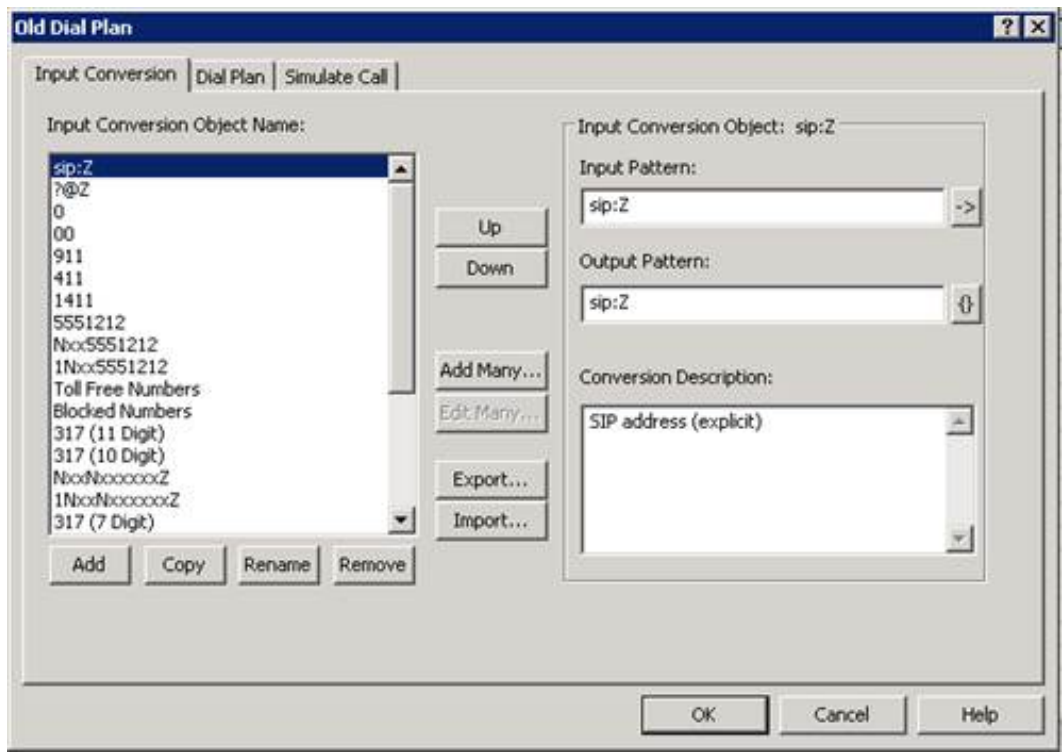 Old Dial Plan
Input Conversion
Dial Plan
Simulate Call
Input Conversion Object Name:
sip:Z
?@Z
0
00
911
411
1411
5551212
Nxx5551212
1Nxx5551212
Toll Free Numbers
Blocked Numbers
317 (11 Digit)
317 (10 Digit)
NxxNxxxxxxZ
1NxxNxxxxxxZ
317 (7 Digit)
Add
Copy
Rename
Remove
Up
Down
Add Many...
Edit Many...
Export...
Import...
Input Conversion Object: sip:Z
Input Pattern:
sip:Z
->
Output Pattern:
sip:Z
{}
Conversion Description:
SIP address (explicit)
OK
Cancel
Help